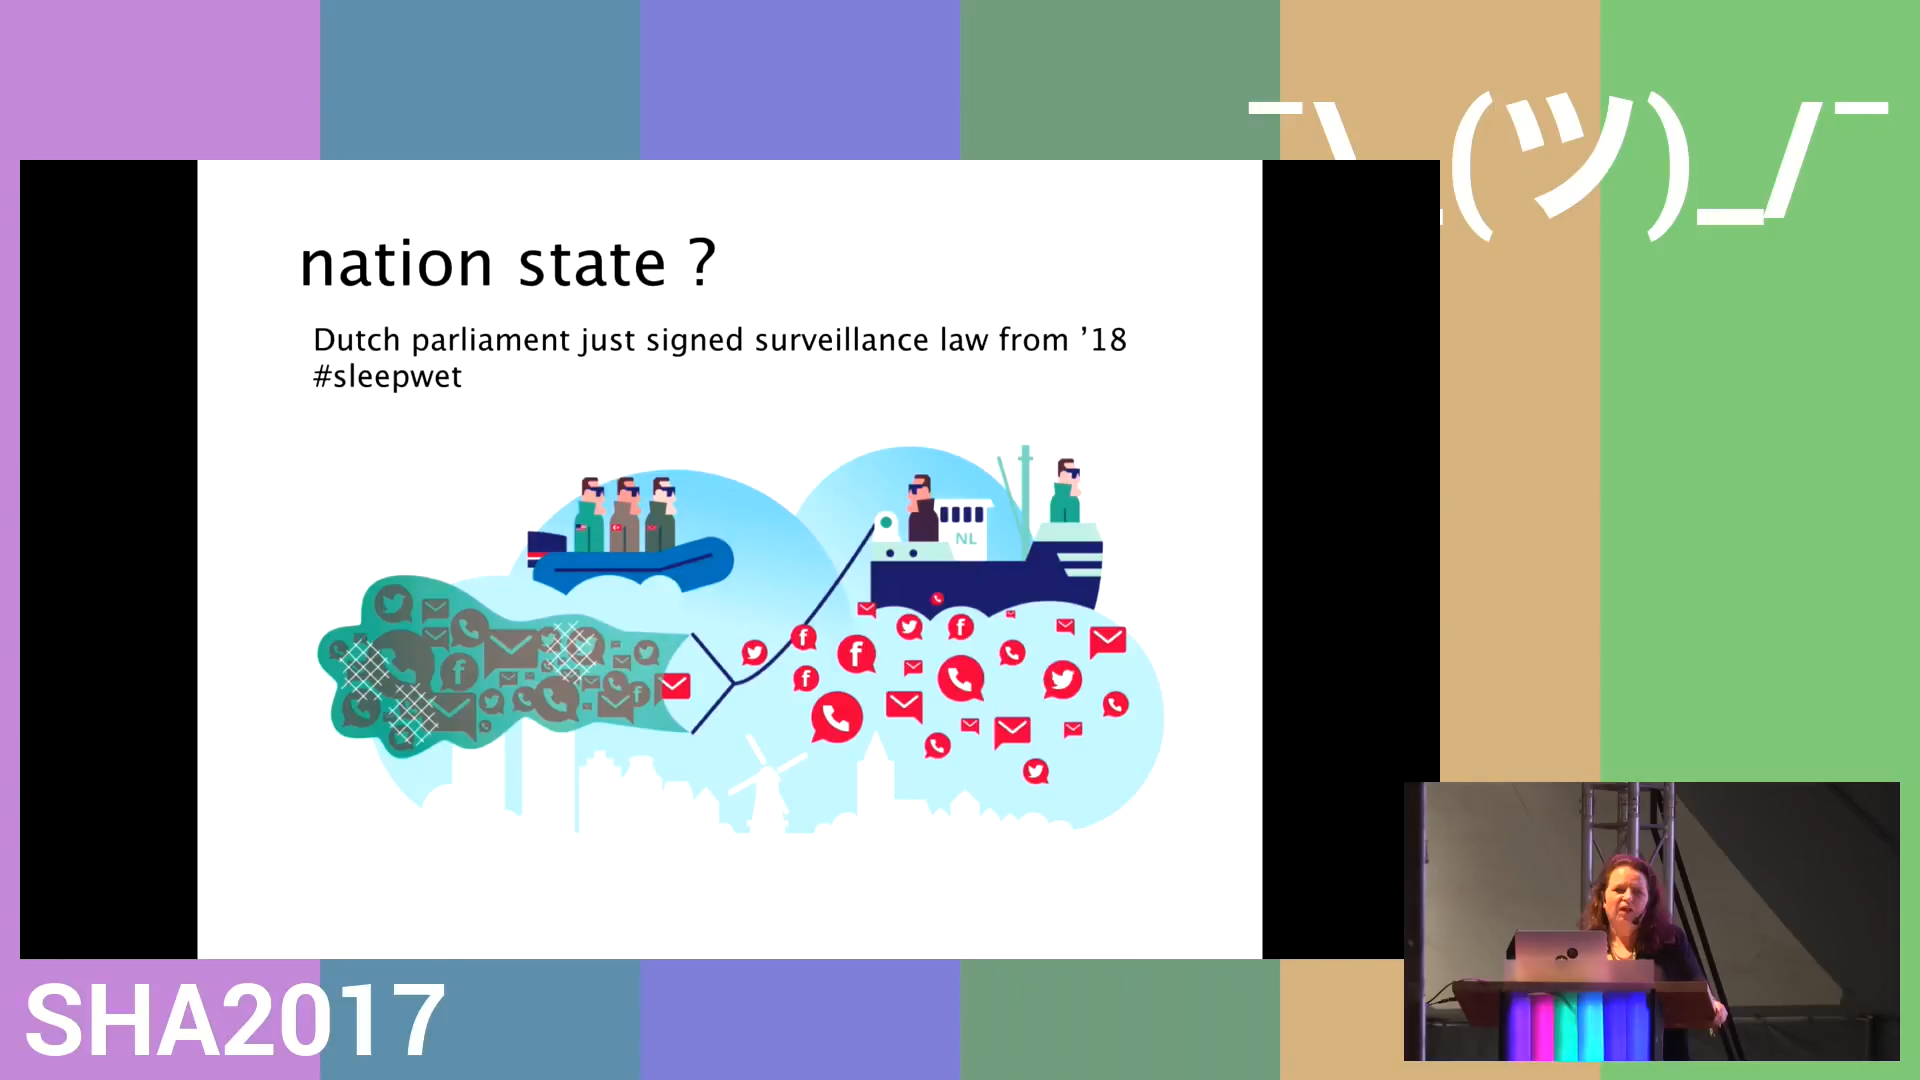 ¯\_(ツ)_/¯
nation state ?
Dutch parliament just signed surveillance law from ’18
#sleepwet
NL
SHA2017